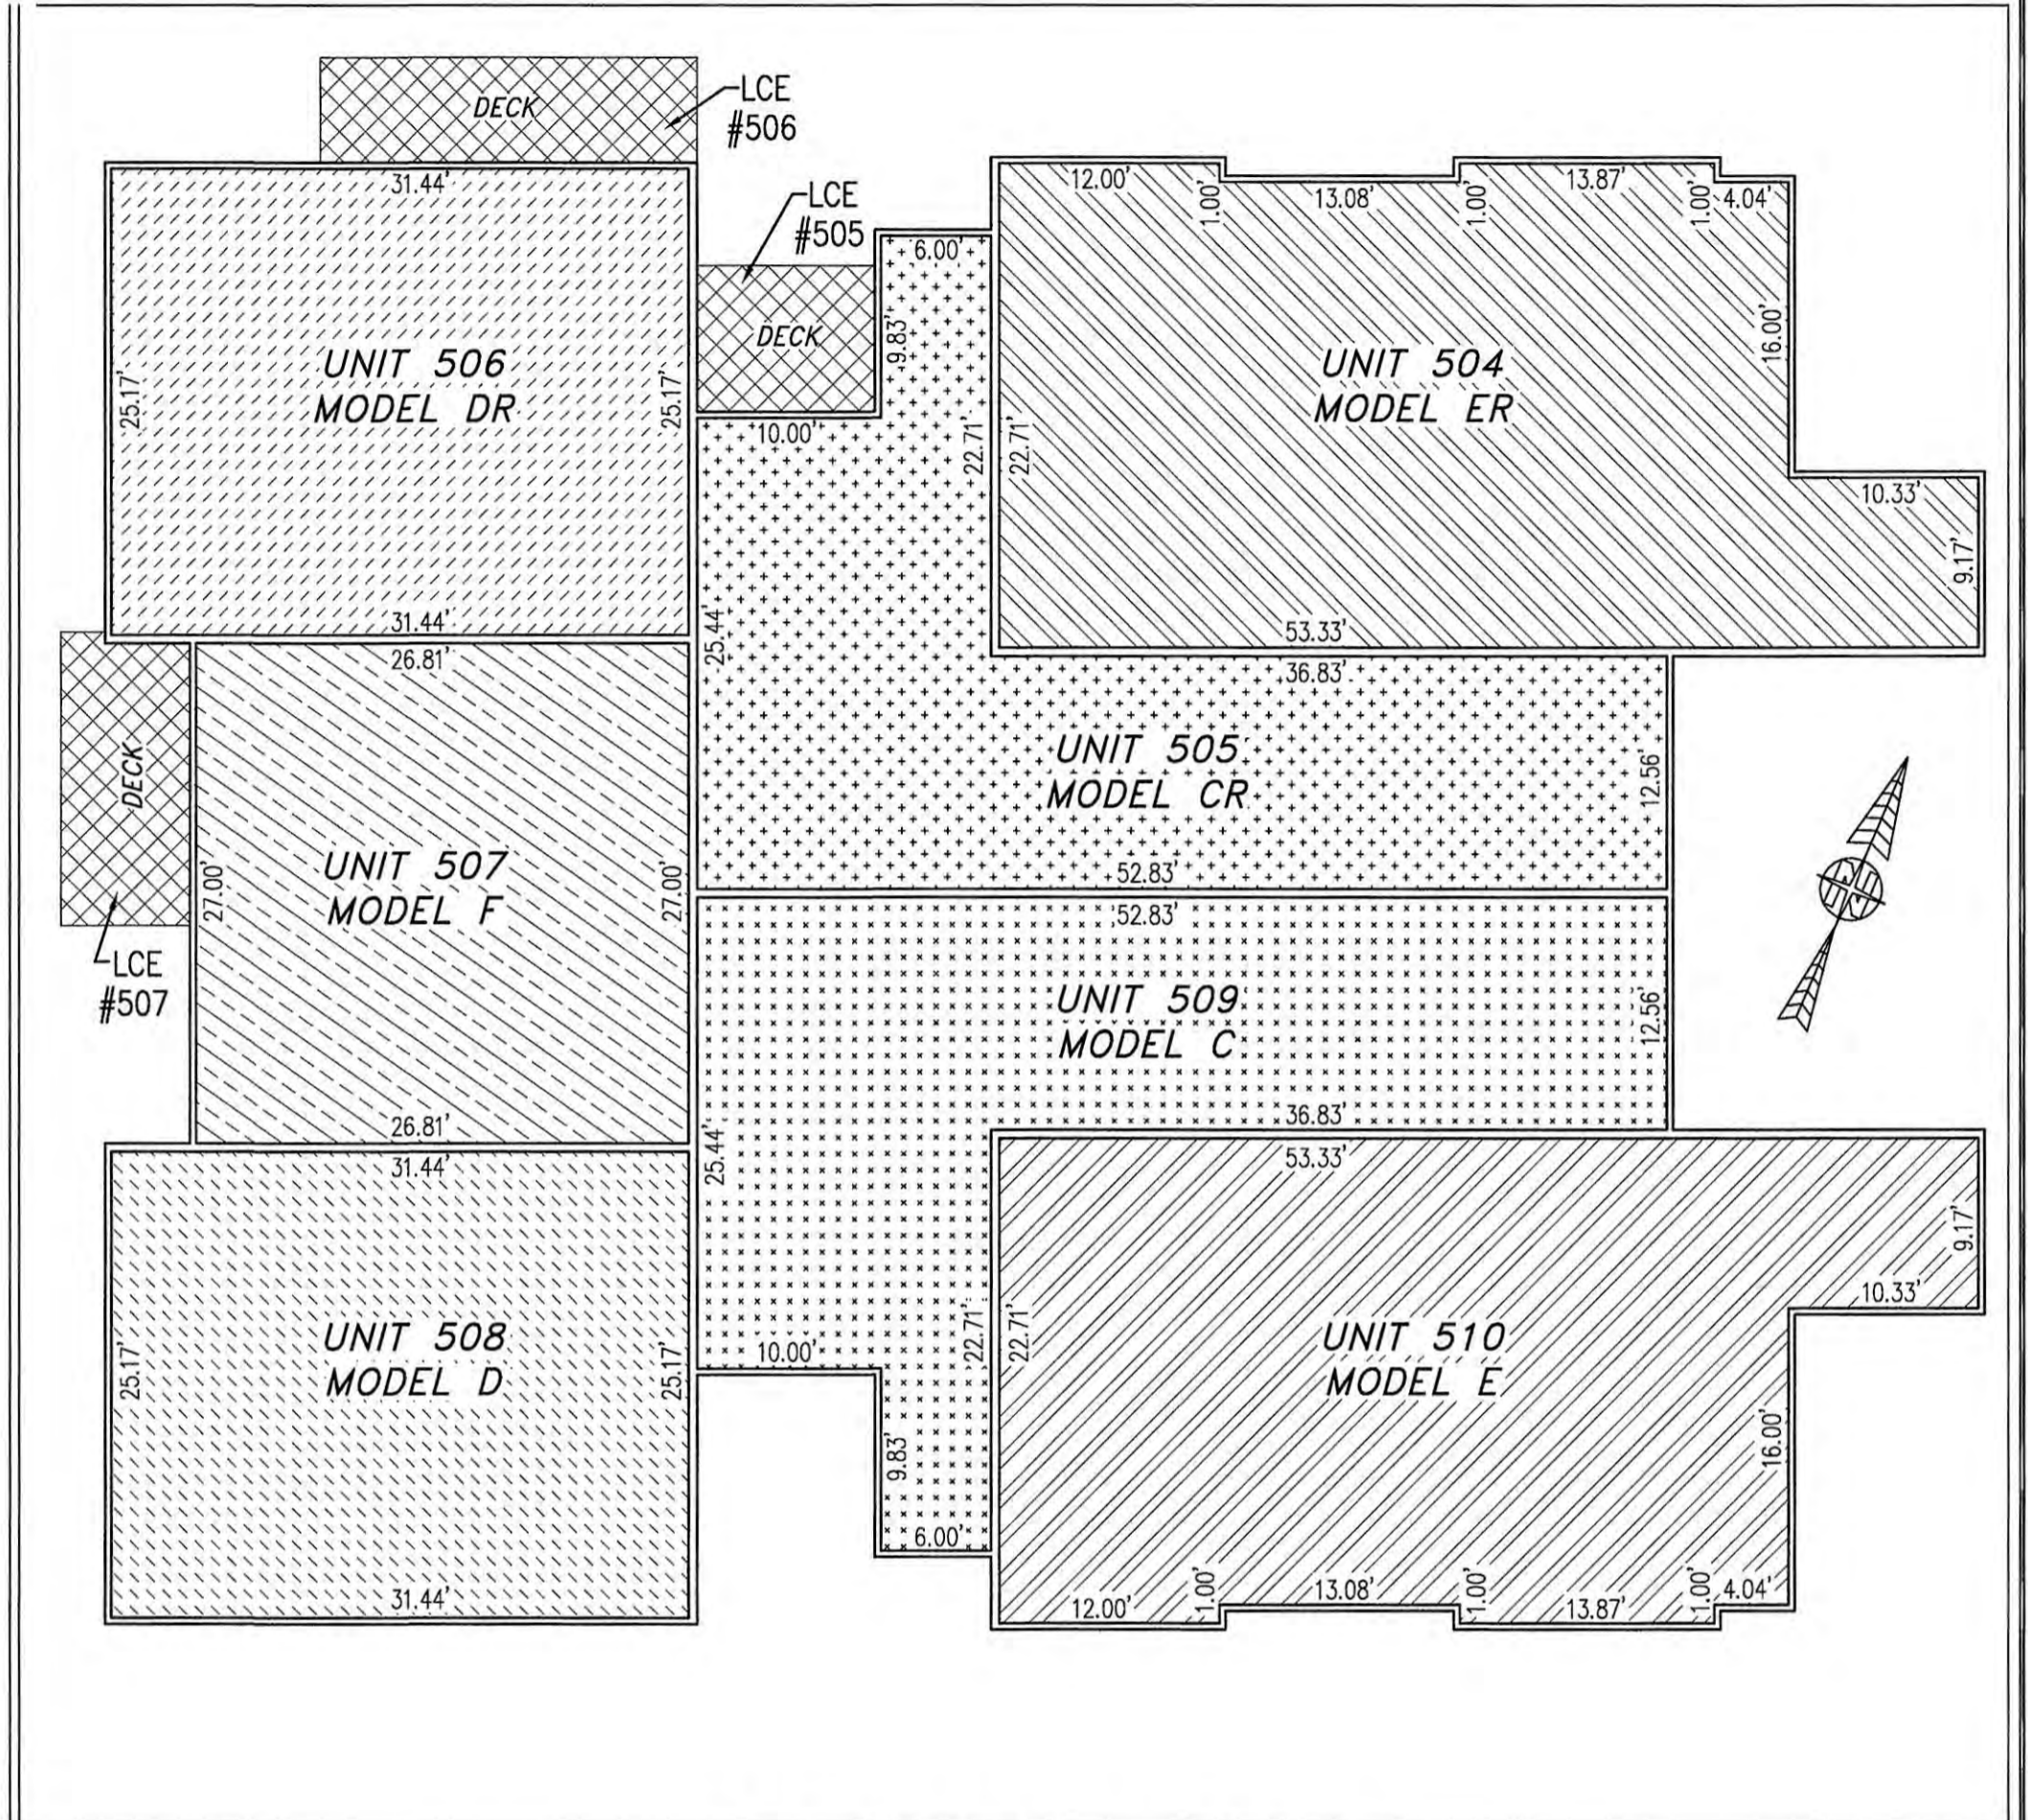 DECK
LCE
#506
LCE
#505
31.44'
12.00'
1.00'
13.08'
1.00'
13.87'
1.00'
4.04'
6.00'
DECK
9.83'
16.00'
UNIT 506
MODEL DR
25.17'
25.17'
10.00'
22.71'
22.71'
UNIT 504
MODEL ER
10.33'
9.17'
31.44'
53.33'
26.81'
25.44'
36.83'
DECK
UNIT 505
MODEL CR
12.56'
UNIT 507
MODEL F
27.00'
27.00'
52.83'
52.83'
N
LCE
#507
UNIT 509
MODEL C
12.56'
26.81'
36.83'
31.44'
25.44'
53.33'
9.17'
10.33'
UNIT 508
MODEL D
25.17'
25.17'
10.00'
22.71'
22.71'
UNIT 510
MODEL E
9.83'
16.00'
6.00'
31.44'
12.00'
1.00'
13.08'
1.00'
13.87'
1.00'
4.04'